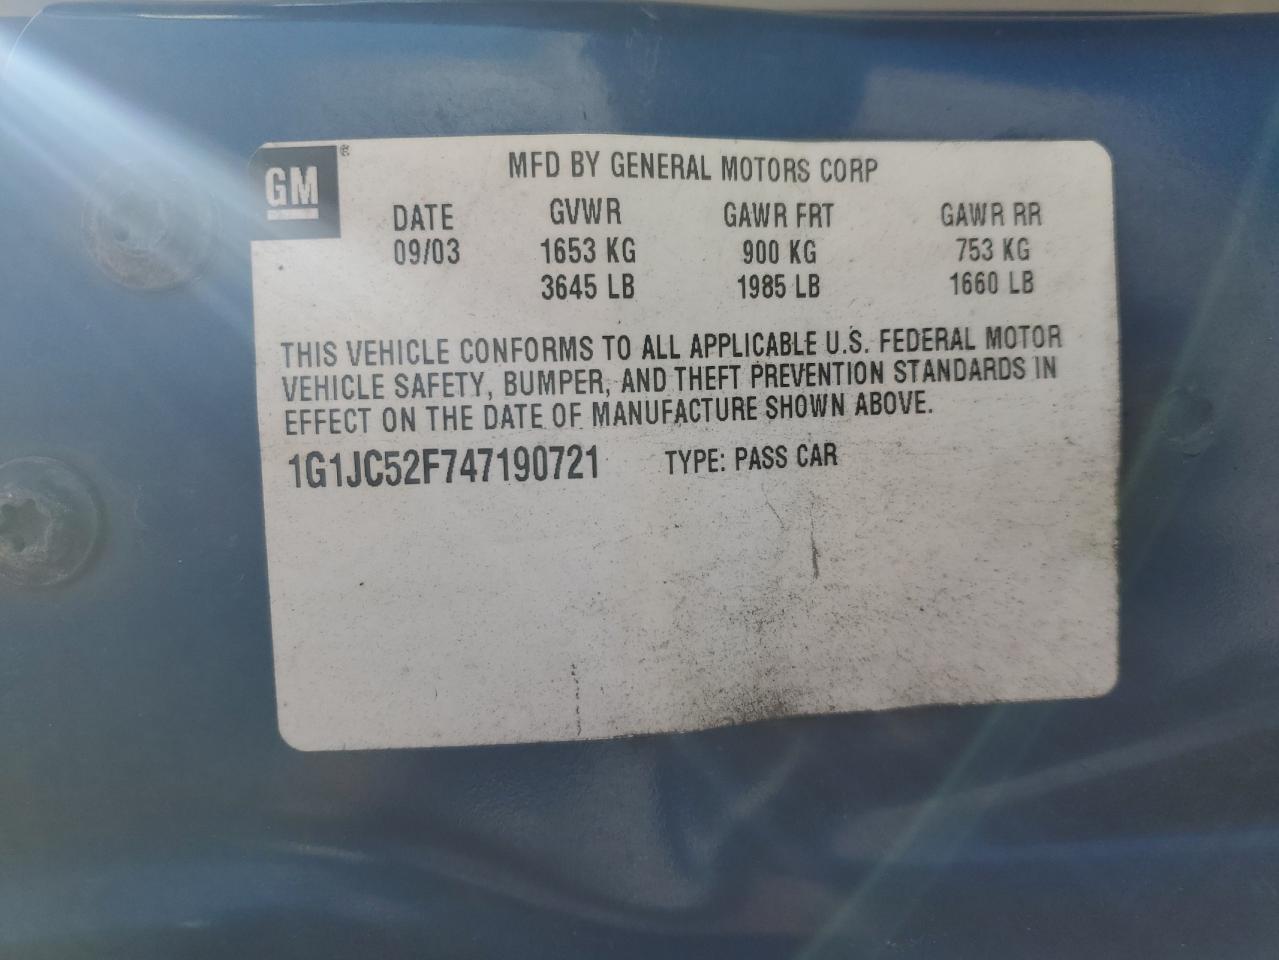 GM ®
MFD BY GENERAL MOTORS CORP
DATE GVWR GAWR FRT GAWR RR
09/03 1653 KG 900 KG 753 KG
3645 LB 1985 LB 1660 LB
THIS VEHICLE CONFORMS TO ALL APPLICABLE U.S. FEDERAL MOTOR
VEHICLE SAFETY, BUMPER, AND THEFT PREVENTION STANDARDS IN
EFFECT ON THE DATE OF MANUFACTURE SHOWN ABOVE.
1G1JC52F747190721 TYPE: PASS CAR